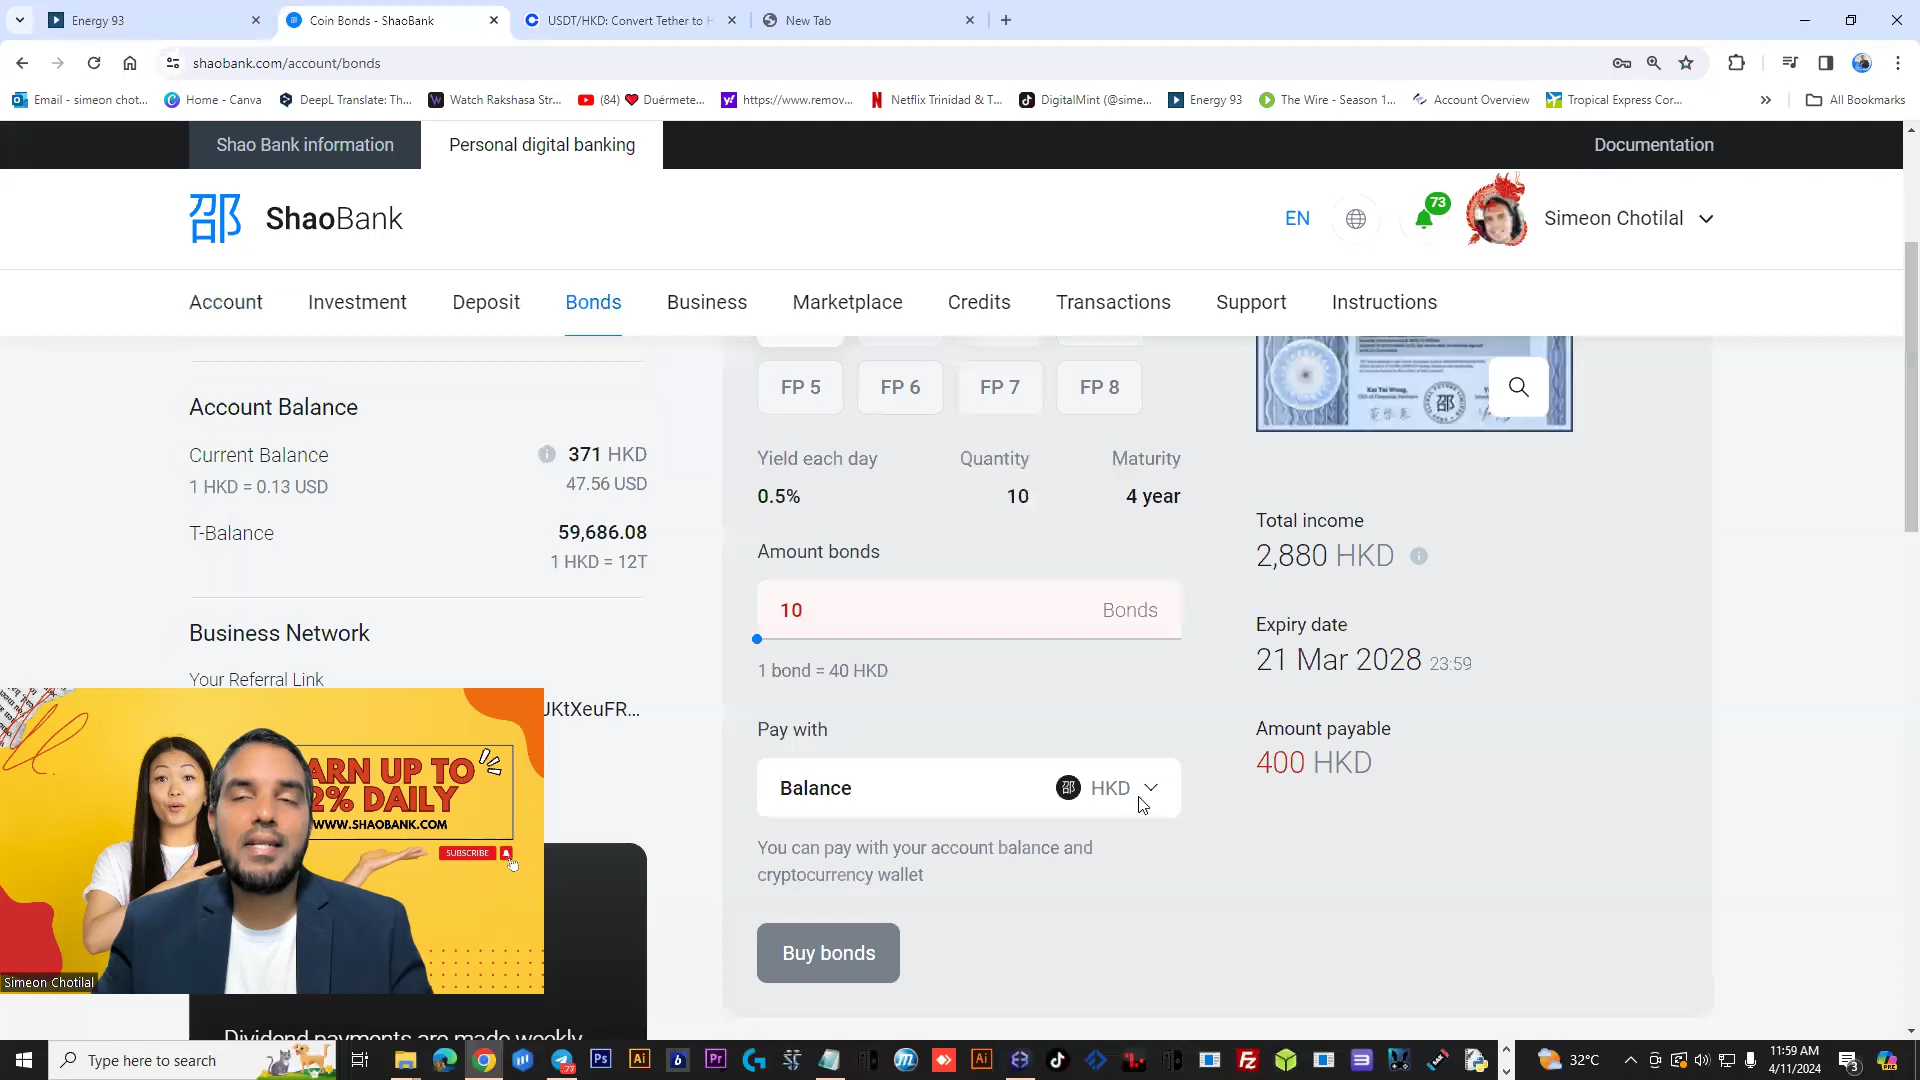 Energy 93
Coin Bonds - ShaoBank
USDT/HKD: Convert Tether to H
New Tab
shaobank.com/account/bonds
Email - simeon chot...
Home - Canva
DeepL Translate: Th...
Watch Rakshasa Str...
(84) ❤ Duérmete...
https://www.remov...
Netflix Trinidad & T...
DigitalMint (@sime...
Energy 93
The Wire - Season 1...
Account Overview
Tropical Express Cor...
All Bookmarks
Shao Bank information
Personal digital banking
Documentation
邵 ShaoBank
EN
73
Simeon Chotilal
Account
Investment
Deposit
Bonds
Business
Marketplace
Credits
Transactions
Support
Instructions
Account Balance
Current Balance
371 HKD
1 HKD = 0.13 USD
47.56 USD
T-Balance
59,686.08
1 HKD = 12T
Business Network
Your Referral Link
JKtXeuFR...
FP 5
FP 6
FP 7
FP 8
Yield each day
Quantity
Maturity
0.5%
10
4 year
Amount bonds
10
Bonds
1 bond = 40 HKD
Pay with
Balance
邵 HKD
You can pay with your account balance and
cryptocurrency wallet
Buy bonds
Total income
2,880 HKD
Expiry date
21 Mar 2028 23:59
Amount payable
400 HKD
ARN UP TO
2% DAILY
WWW.SHAOBANK.COM
SUBSCRIBE
Simeon Chotilal
Dividend payments are made weekly
Type here to search
32°C
11:59 AM
4/11/2024
3